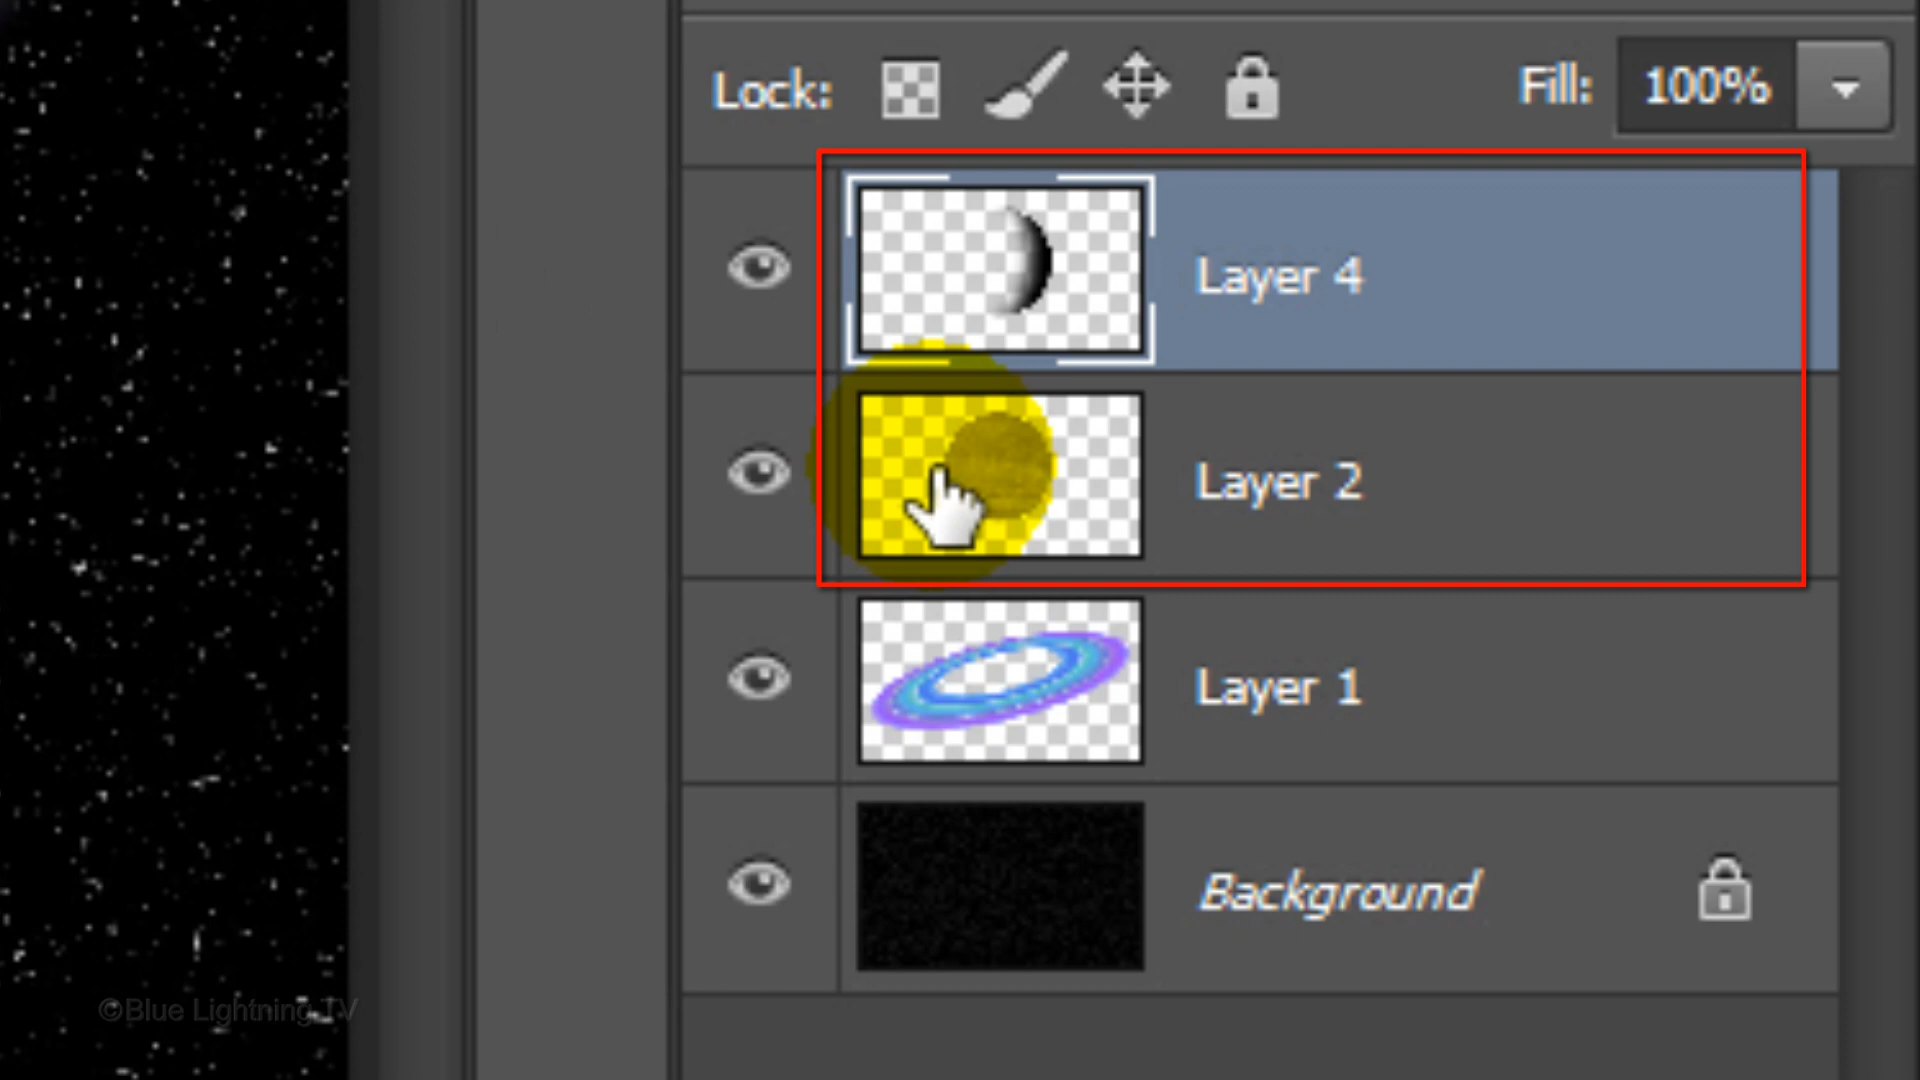 Lock: Fill: 100%
Layer 4
Layer 2
Layer 1
Background
©Blue Lightning TV